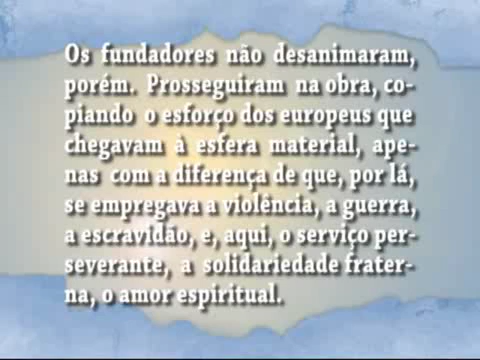 Os fundadores não desanimaram,
porém. Prosseguiram na obra, co-
piando o esforço dos europeus que
chegavam à esfera material, ape-
nas com a diferença de que, por lá,
se empregava a violência, a guerra,
a escravidão, e, aqui, o serviço per-
severante, a solidariedade frater-
na, o amor espiritual.